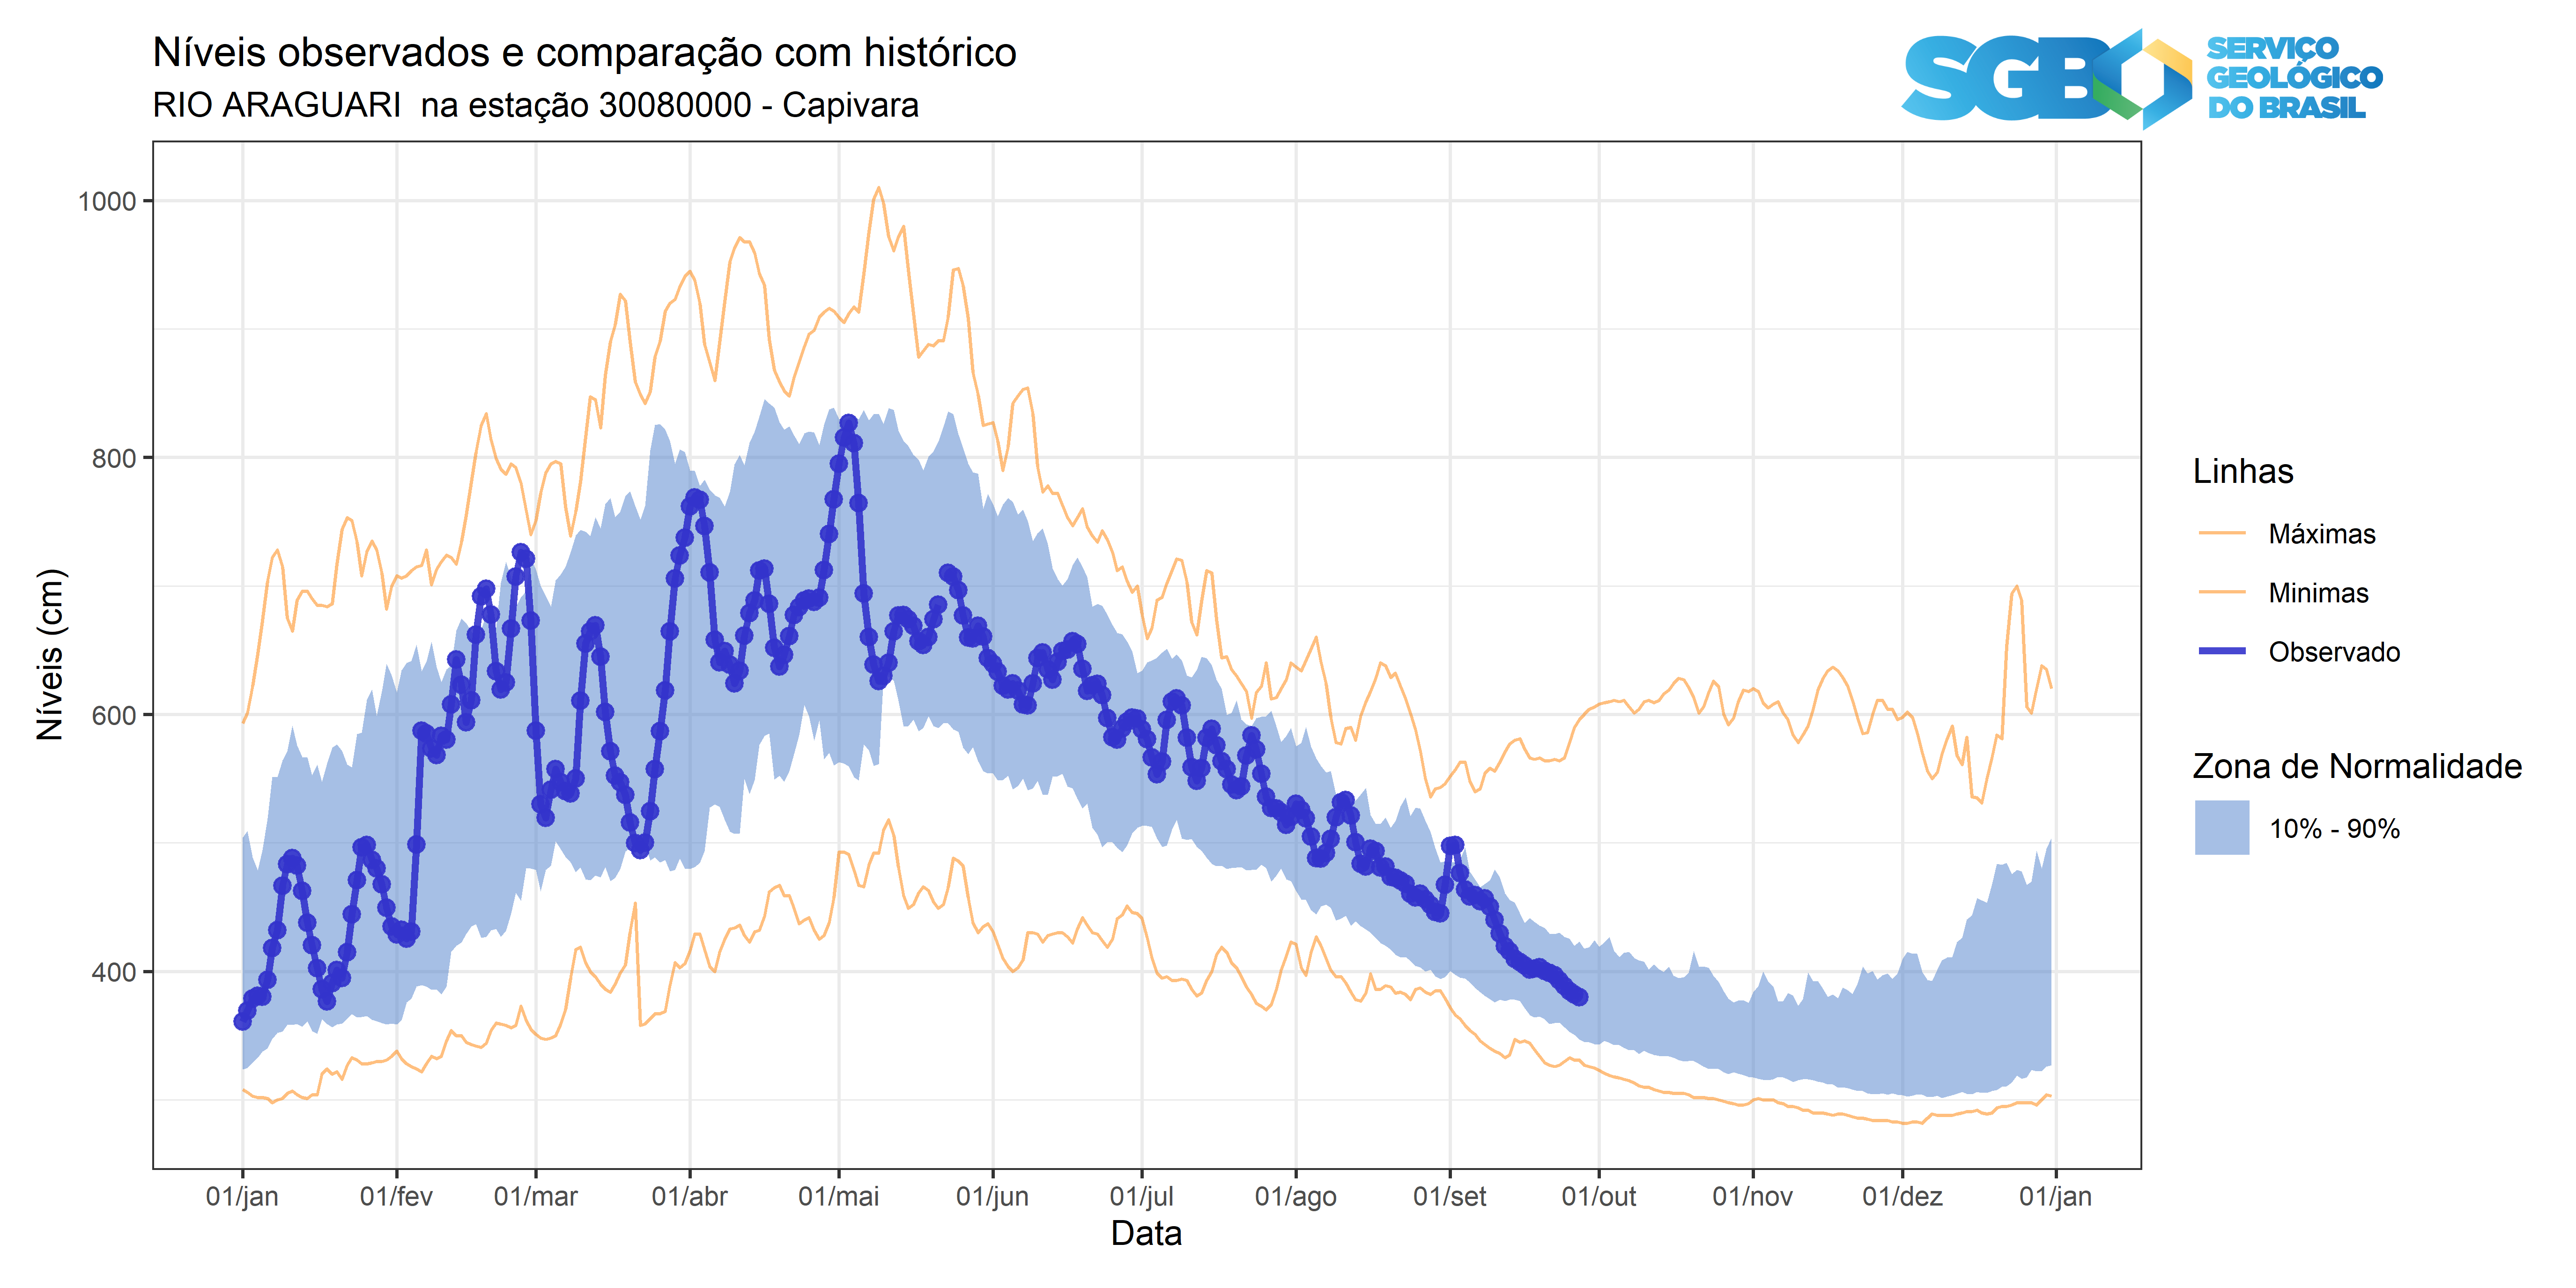 Níveis observados e comparação com histórico
RIO ARAGUARI  na estação 30080000 - Capivara
SGB
SERVIÇO
GEOLÓGICO
DO BRASIL
Níveis (cm)
1000
800
600
400
01/jan
01/fev
01/mar
01/abr
01/mai
01/jun
01/jul
01/ago
01/set
01/out
01/nov
01/dez
01/jan
Data
Linhas
Máximas
Minimas
Observado
Zona de Normalidade
10% - 90%